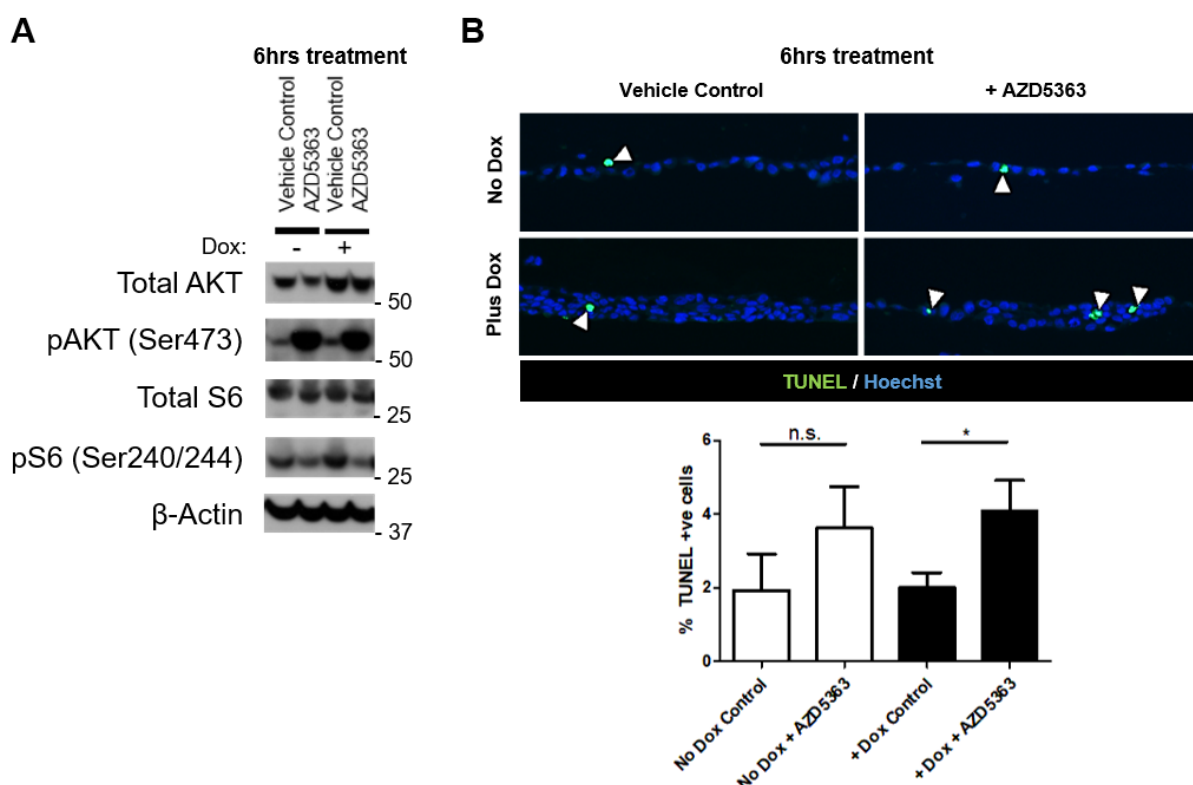 A
6hrs treatment
Vehicle Control
AZD5363
Vehicle Control
AZD5363
Dox: - +
Total AKT
- 50
pAKT (Ser473)
- 50
Total S6
- 25
pS6 (Ser240/244)
- 25
β-Actin
- 37
B
6hrs treatment
Vehicle Control
+ AZD5363
No Dox
Plus Dox
TUNEL / Hoechst
% TUNEL +ve cells
6
4
2
0
n.s.
*
No Dox Control
No Dox + AZD5363
+ Dox Control
+ Dox + AZD5363